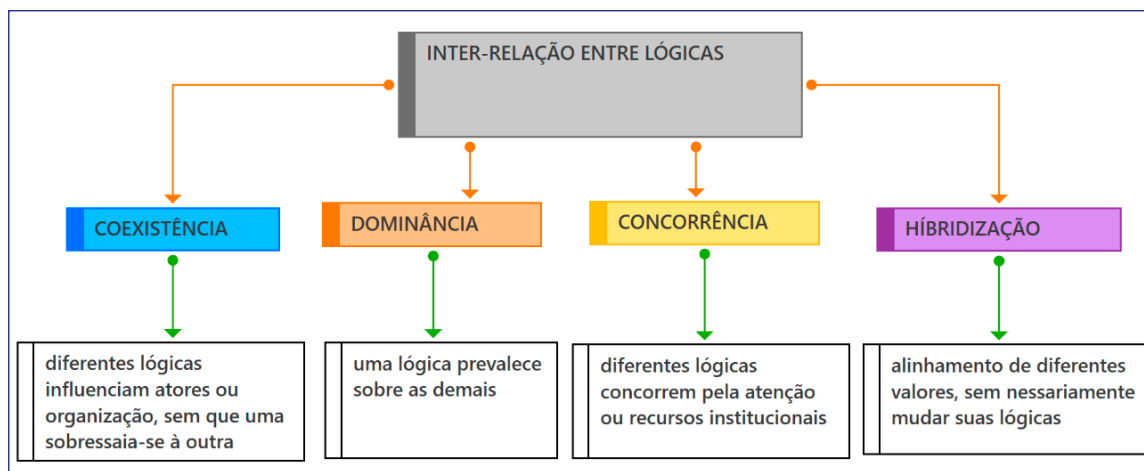 INTER-RELAÇÃO ENTRE LÓGICAS
COEXISTÊNCIA
DOMINÂNCIA
CONCORRÊNCIA
HÍBRIDIZAÇÃO
diferentes lógicas
influenciam atores ou
organização, sem que uma
sobressaia-se à outra
uma lógica prevalece
sobre as demais
diferentes lógicas
concorrem pela atenção
ou recursos institucionais
alinhamento de diferentes
valores, sem nessariamente
mudar suas lógicas